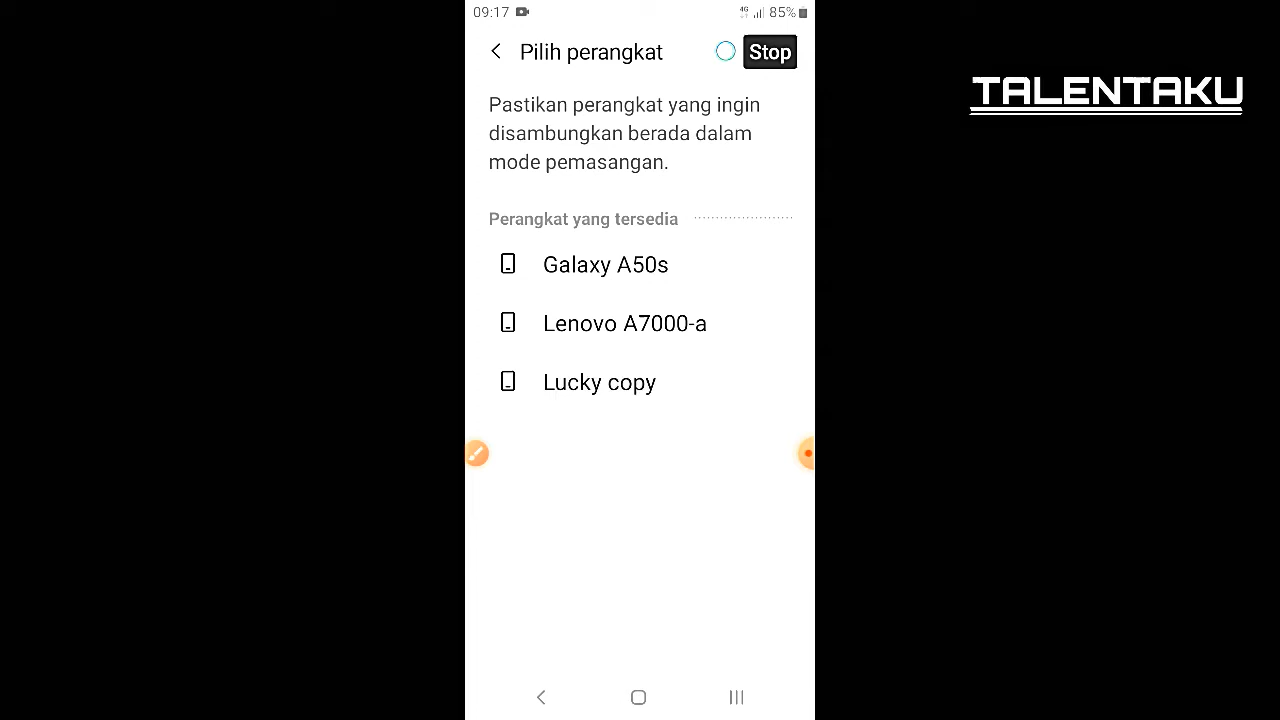 09:17
4G 85%
Pilih perangkat
Stop
TALENTAKU
Pastikan perangkat yang ingin
disambungkan berada dalam
mode pemasangan.
Perangkat yang tersedia
Galaxy A50s
Lenovo A7000-a
Lucky copy